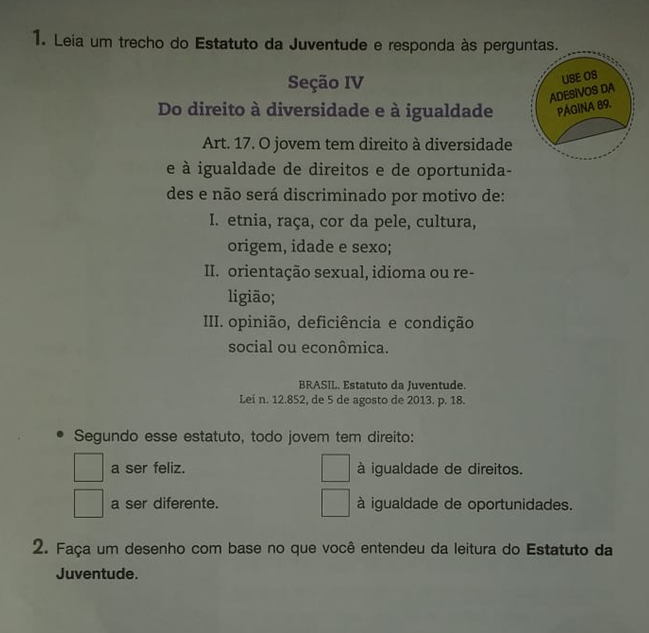 1. Leia um trecho do Estatuto da Juventude e responda às perguntas.
USE OS
ADESIVOS DA
PÁGINA 89.
Seção IV
Do direito à diversidade e à igualdade
Art. 17. O jovem tem direito à diversidade
e à igualdade de direitos e de oportunida-
des e não será discriminado por motivo de:
I. etnia, raça, cor da pele, cultura,
origem, idade e sexo;
II. orientação sexual, idioma ou re-
ligião;
III. opinião, deficiência e condição
social ou econômica.
BRASIL. Estatuto da Juventude.
Lei n. 12.852, de 5 de agosto de 2013. p. 18.
• Segundo esse estatuto, todo jovem tem direito:
a ser feliz. à igualdade de direitos.
a ser diferente. à igualdade de oportunidades.
2. Faça um desenho com base no que você entendeu da leitura do Estatuto da
Juventude.